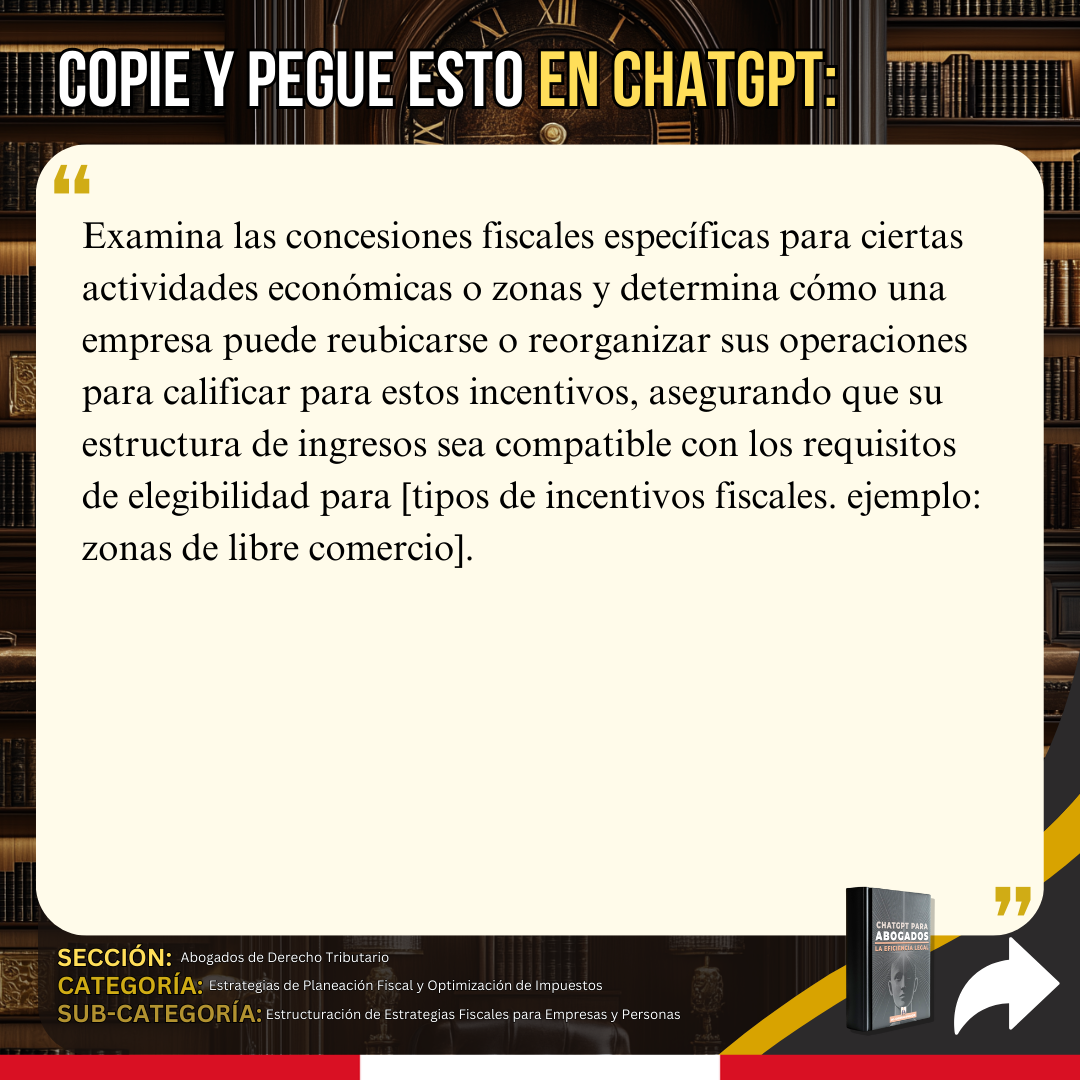 COPIE Y PEGUE ESTO EN CHATGPT:
“
Examina las concesiones fiscales específicas para ciertas
actividades económicas o zonas y determina cómo una
empresa puede reubicarse o reorganizar sus operaciones
para calificar para estos incentivos, asegurando que su
estructura de ingresos sea compatible con los requisitos
de elegibilidad para [tipos de incentivos fiscales. ejemplo:
zonas de libre comercio].
”
CHATGPT PARA
ABOGADOS
LA EFICIENCIA LEGAL
SECCIÓN: Abogados de Derecho Tributario
CATEGORÍA: Estrategias de Planeación Fiscal y Optimización de Impuestos
SUB-CATEGORÍA: Estructuración de Estrategias Fiscales para Empresas y Personas